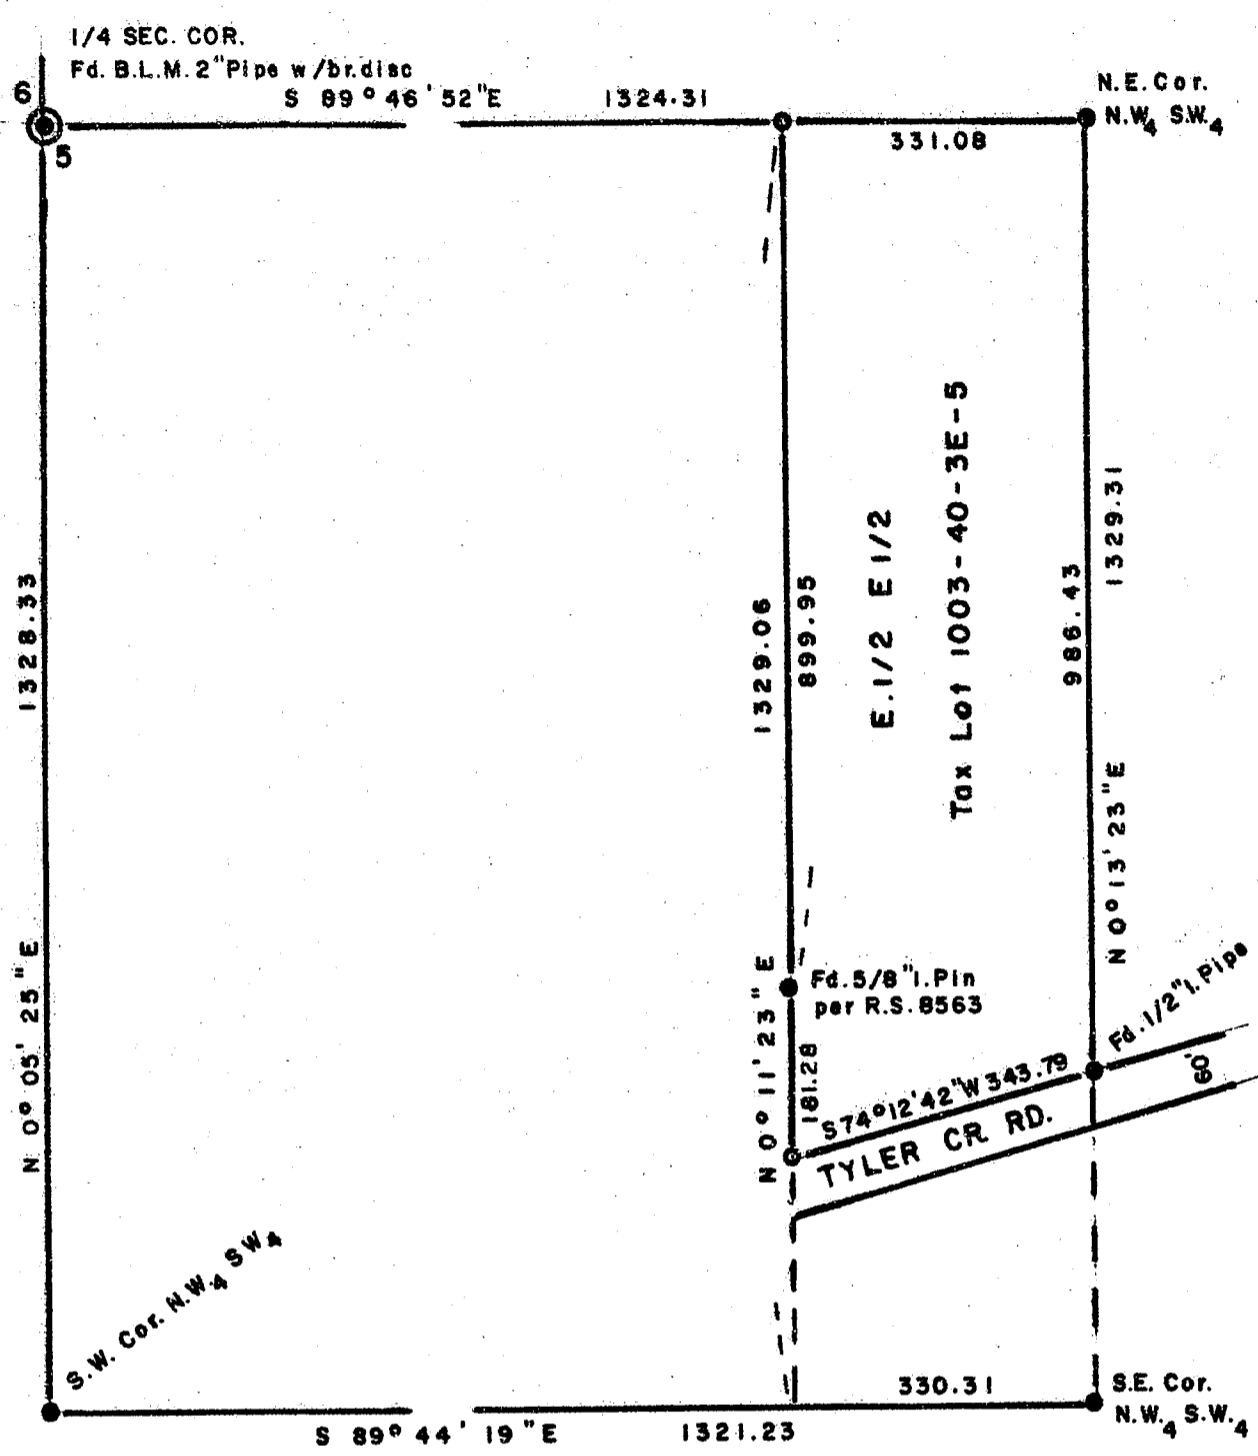 1/4 SEC. COR.
Fd. B.L.M. 2" Pipe w/br.disc
6
5
S 89° 46' 52"E 1324.31
331.08
N.E. Cor.
N.W.4 S.W.4
1328.33
N 0° 05' 25" E
1329.06
899.95
E.1/2 E 1/2
Tax Lot 1003-40-3E-5
986.43
1329.31
N 0° 13' 23"E
N 0° 11' 23" E
Fd. 5/8" I.Pin
per R.S. 8563
181.28
S74°12'42"W 343.79
Fd. 1/2" I. Pipe
60'
TYLER CR. RD.
S.W. Cor. N.W.4 SW.4
330.31
S.E. Cor.
N.W.4 S.W.4
S 89° 44' 19"E 1321.23